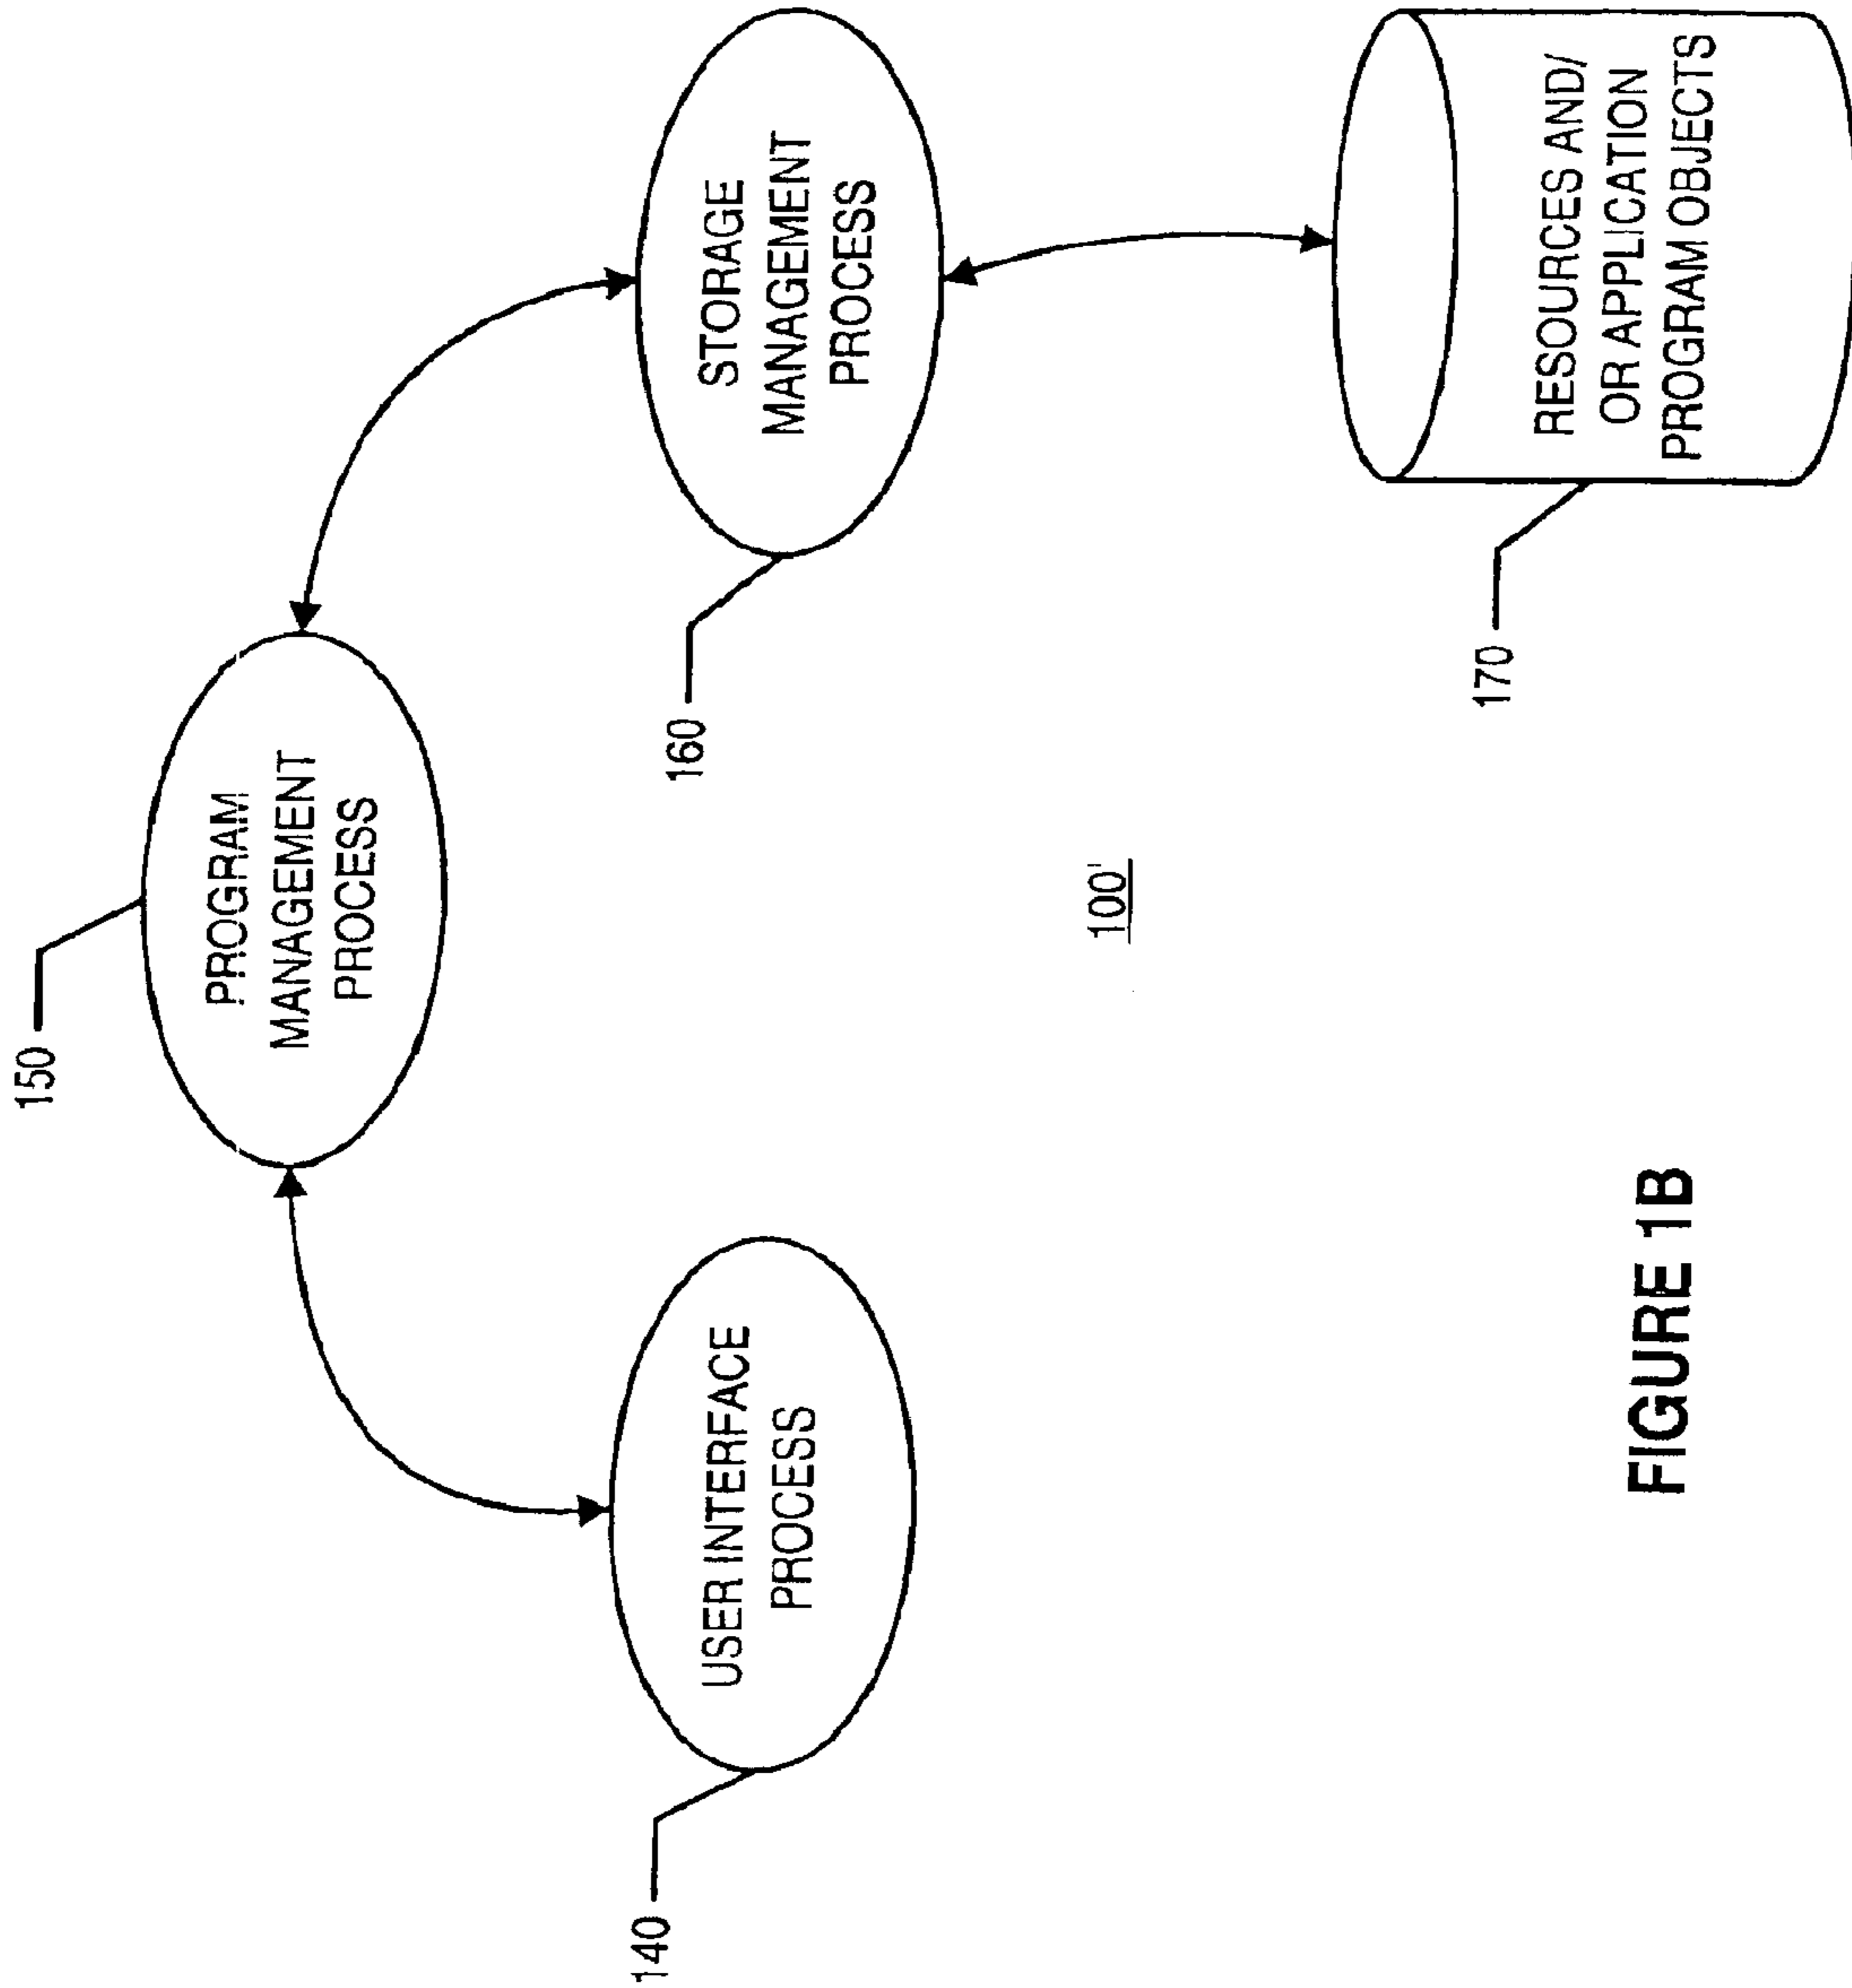 150
PROGRAM
MANAGEMENT
PROCESS
140
USER INTERFACE
PROCESS
160
STORAGE
MANAGEMENT
PROCESS
100'
170
RESOURCES AND/
OR APPLICATION
PROGRAM OBJECTS
FIGURE 1B